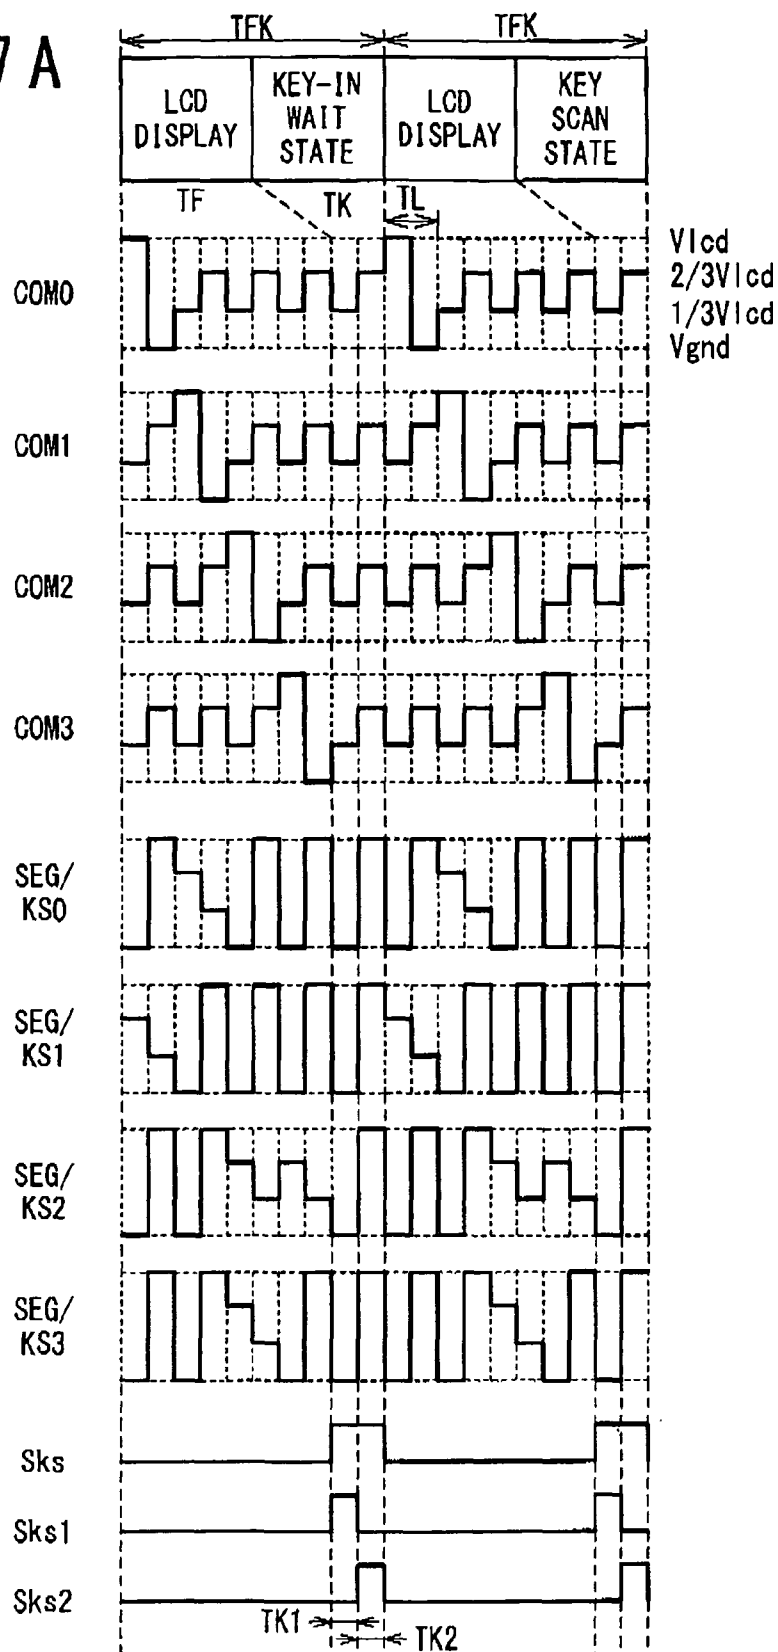 7 A
TFK TFK
LCD DISPLAY
KEY-IN WAIT STATE
LCD DISPLAY
KEY SCAN STATE
TF TK TL
COM0
Vlcd
2/3Vlcd
1/3Vlcd
Vgnd
COM1
COM2
COM3
SEG/
KS0
SEG/
KS1
SEG/
KS2
SEG/
KS3
Sks
Sks1
Sks2
TK1 TK2